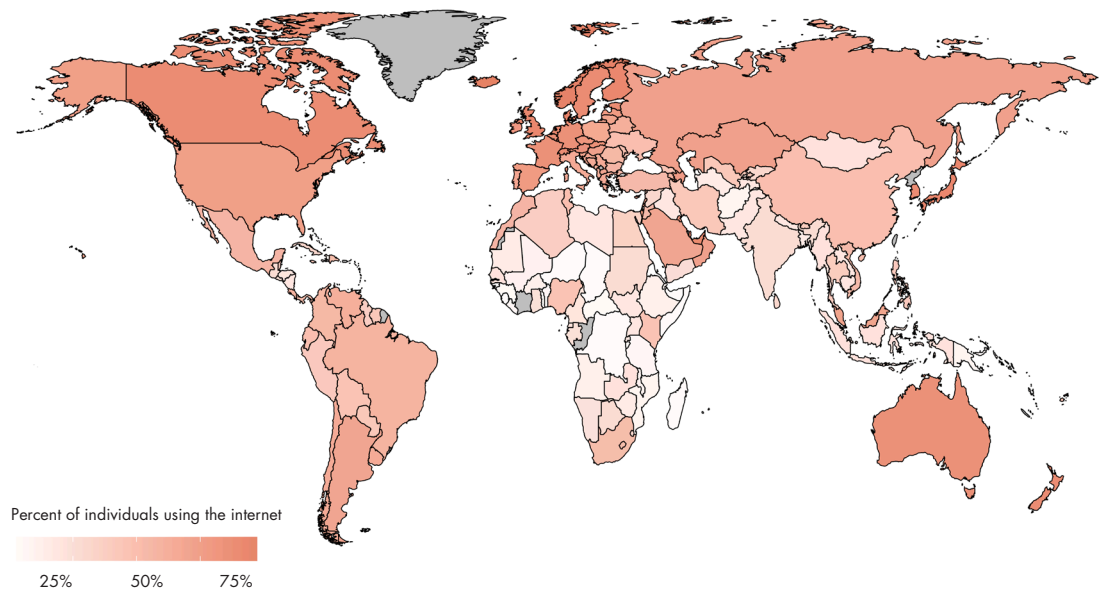 Percent of individuals using the internet
25% 50% 75%